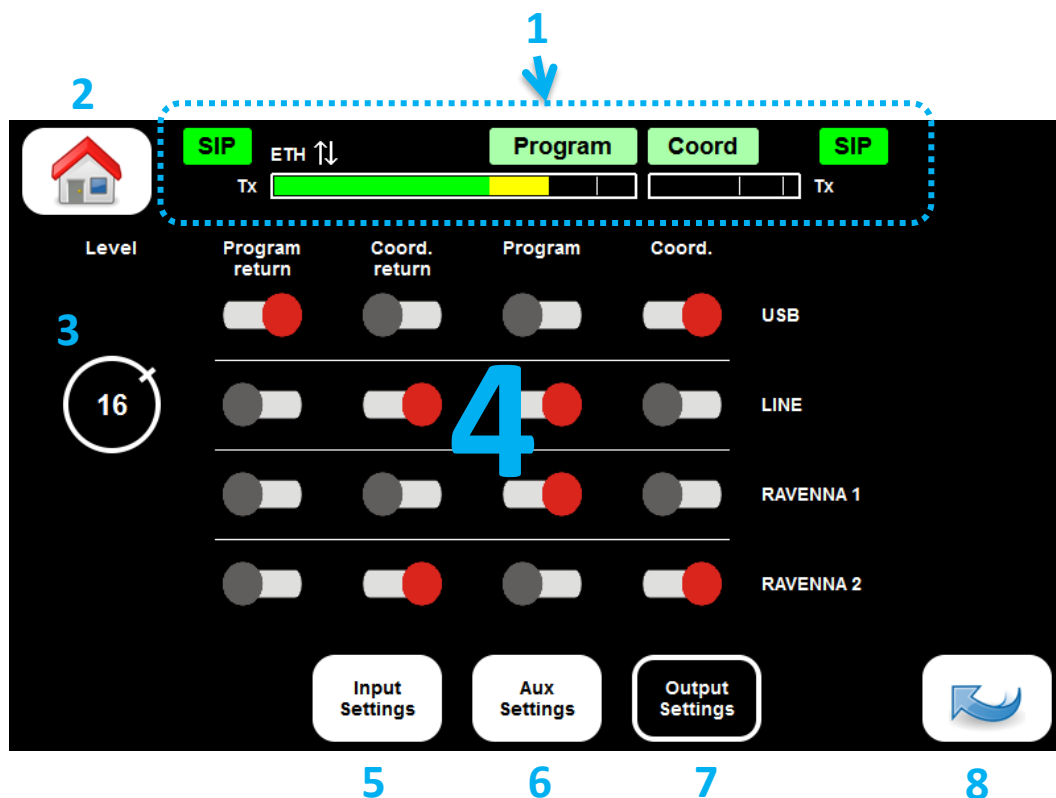 1
2
SIP ETH Program Coord SIP
Tx Tx
Level Program return Coord. return Program Coord.
USB
3
16 4 LINE
RAVENNA 1
RAVENNA 2
Input Settings Aux Settings Output Settings
5 6 7 8